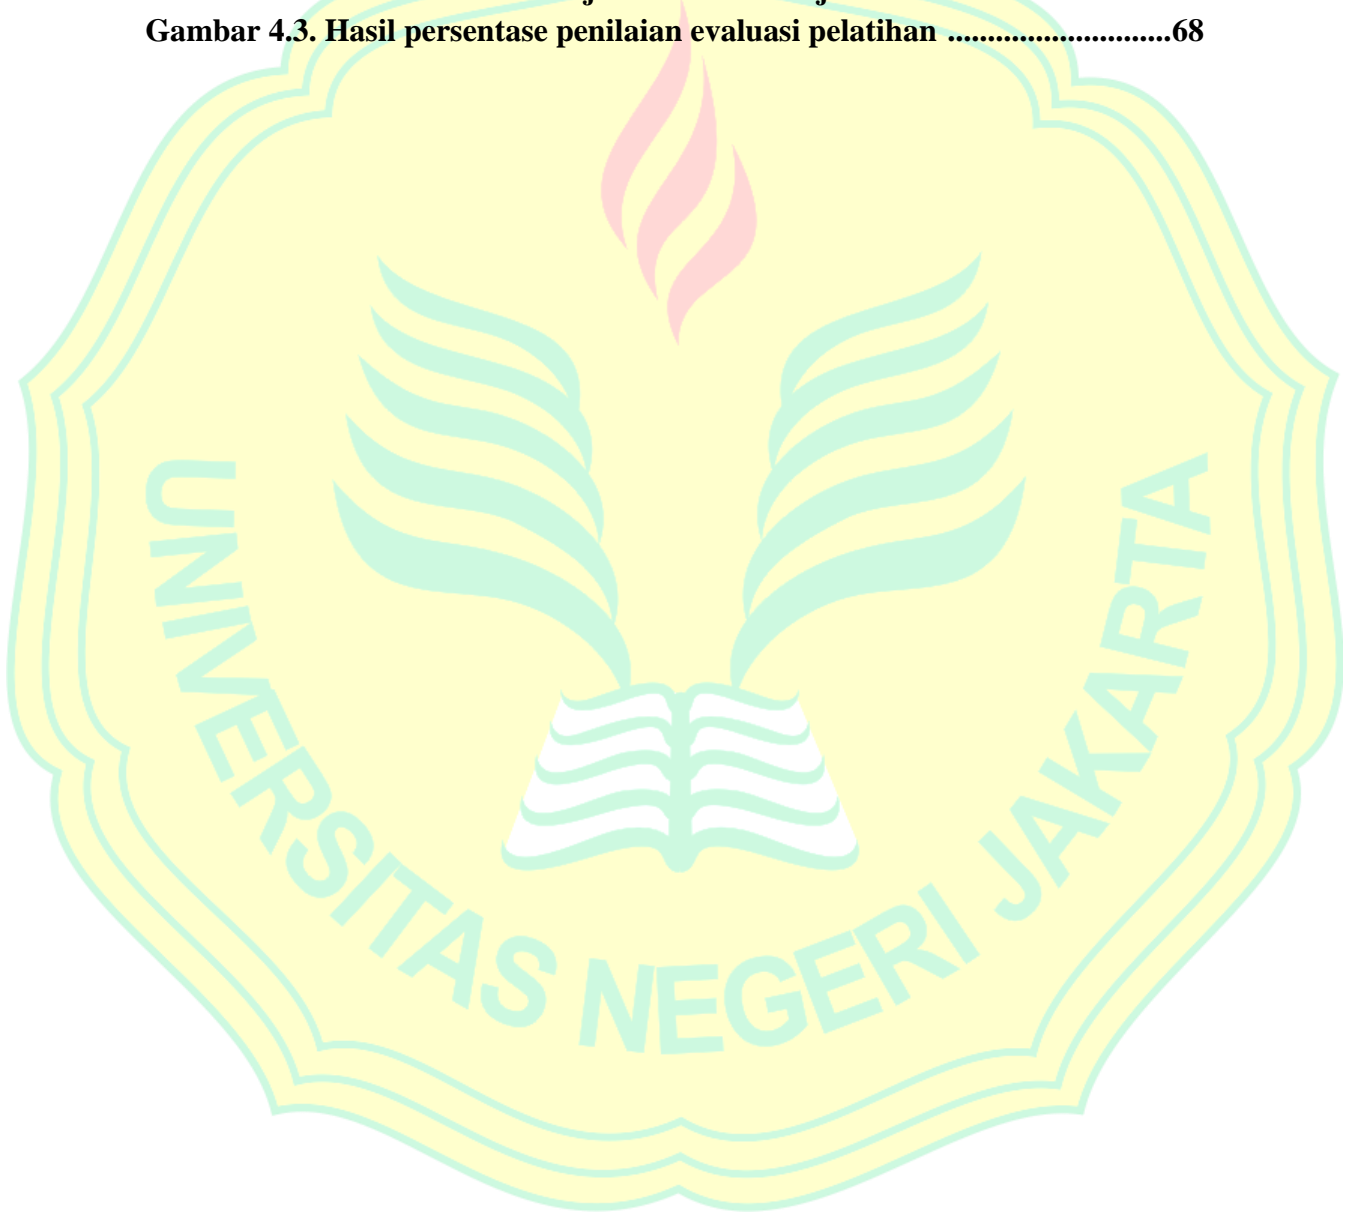 Gambar 4.3. Hasil persentase penilaian evaluasi pelatihan ............................68
UNIVERSITAS NEGERI JAKARTA